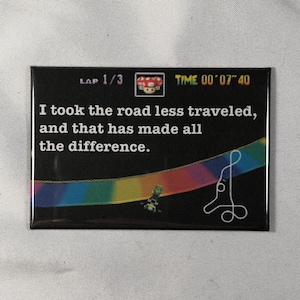 LAP 1/3 TIME 00'07"40
I took the road less traveled,
and that has made all
the difference.